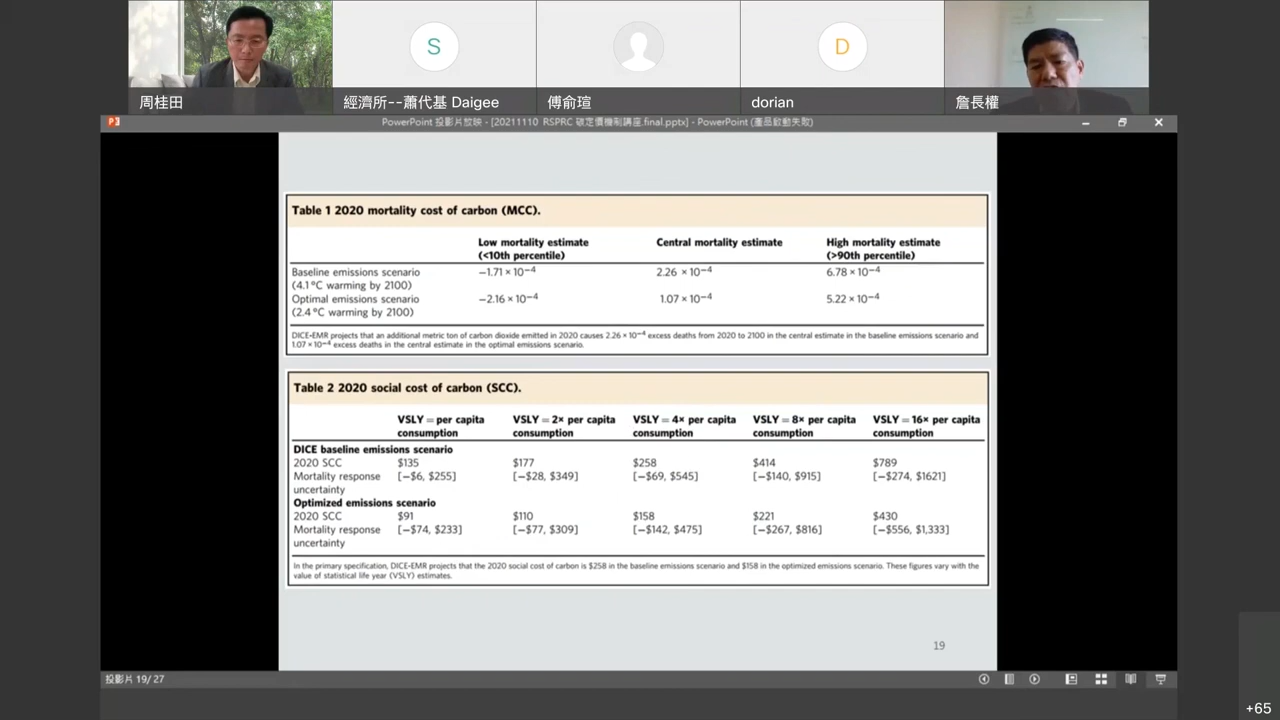 S
D
周桂田
經濟所--蕭代基 Daigee
傅俞瑄
dorian
詹長權
PowerPoint 投影片放映 - [20211110 RSPRC 碳定價機制講座.final.pptx] - PowerPoint (產品啟動失敗)
Table 1 2020 mortality cost of carbon (MCC).
Low mortality estimate (<10th percentile)
Central mortality estimate
High mortality estimate (>90th percentile)
Baseline emissions scenario (4.1 °C warming by 2100)
−1.71 × 10−4
2.26 × 10−4
6.78 × 10−4
Optimal emissions scenario (2.4 °C warming by 2100)
−2.16 × 10−4
1.07 × 10−4
5.22 × 10−4
DICE-EMR projects that an additional metric ton of carbon dioxide emitted in 2020 causes 2.26 × 10−4 excess deaths from 2020 to 2100 in the central estimate in the baseline emissions scenario and
1.07 × 10−4 excess deaths in the central estimate in the optimal emissions scenario.
Table 2 2020 social cost of carbon (SCC).
VSLY = per capita consumption
VSLY = 2× per capita consumption
VSLY = 4× per capita consumption
VSLY = 8× per capita consumption
VSLY = 16× per capita consumption
DICE baseline emissions scenario
2020 SCC $135 $177 $258 $414 $789
Mortality response uncertainty [−$6, $255] [−$28, $349] [−$69, $545] [−$140, $915] [−$274, $1621]
Optimized emissions scenario
2020 SCC $91 $110 $158 $221 $430
Mortality response uncertainty [−$74, $233] [−$77, $309] [−$142, $475] [−$267, $816] [−$556, $1,333]
In the primary specification, DICE-EMR projects that the 2020 social cost of carbon is $258 in the baseline emissions scenario and $158 in the optimized emissions scenario. These figures vary with the
value of statistical life year (VSLY) estimates.
19
投影片 19/ 27
+65